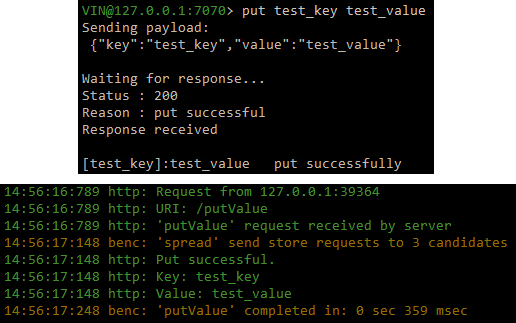 VIN@127.0.0.1:7070> put test_key test_value
Sending payload:
{"key":"test_key","value":"test_value"}
Waiting for response...
Status : 200
Reason : put successful
Response received
[test_key]:test_value   put successfully
14:56:16:789 http: Request from 127.0.0.1:39364
14:56:16:789 http: URI: /putValue
14:56:16:789 http: 'putValue' request received by server
14:56:17:148 benc: 'spread' send store requests to 3 candidates
14:56:17:148 http: Put successful.
14:56:17:148 http: Key: test_key
14:56:17:148 http: Value: test_value
14:56:17:248 benc: 'putValue' completed in: 0 sec 359 msec